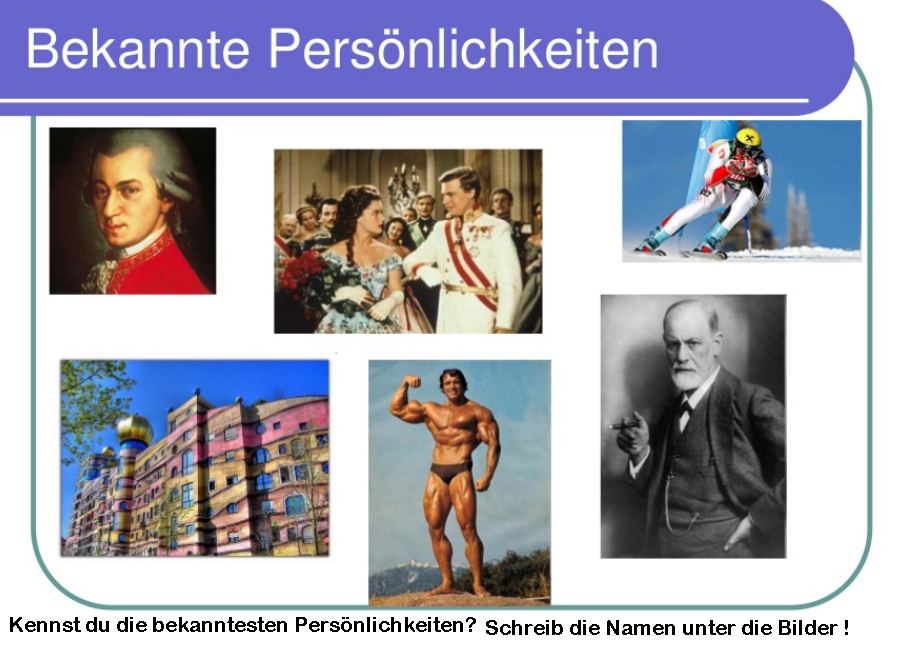 Bekannte Persönlichkeiten
Kennst du die bekanntesten Persönlichkeiten? Schreib die Namen unter die Bilder !